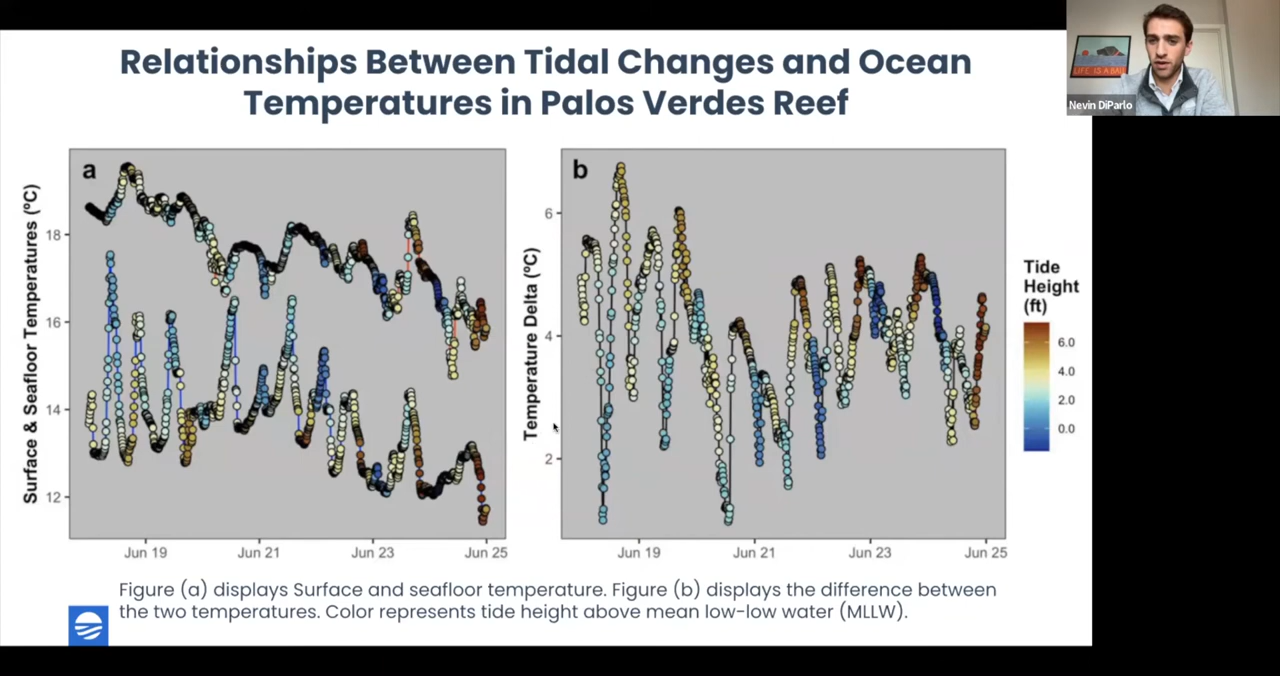 Relationships Between Tidal Changes and Ocean
Temperatures in Palos Verdes Reef
Nevin DiParlo
a
Surface & Seafloor Temperatures (ºC)
18
16
14
12
Jun 19
Jun 21
Jun 23
Jun 25
b
Temperature Delta (ºC)
6
4
2
Jun 19
Jun 21
Jun 23
Jun 25
Tide
Height
(ft)
6.0
4.0
2.0
0.0
Figure (a) displays Surface and seafloor temperature. Figure (b) displays the difference between
the two temperatures. Color represents tide height above mean low-low water (MLLW).